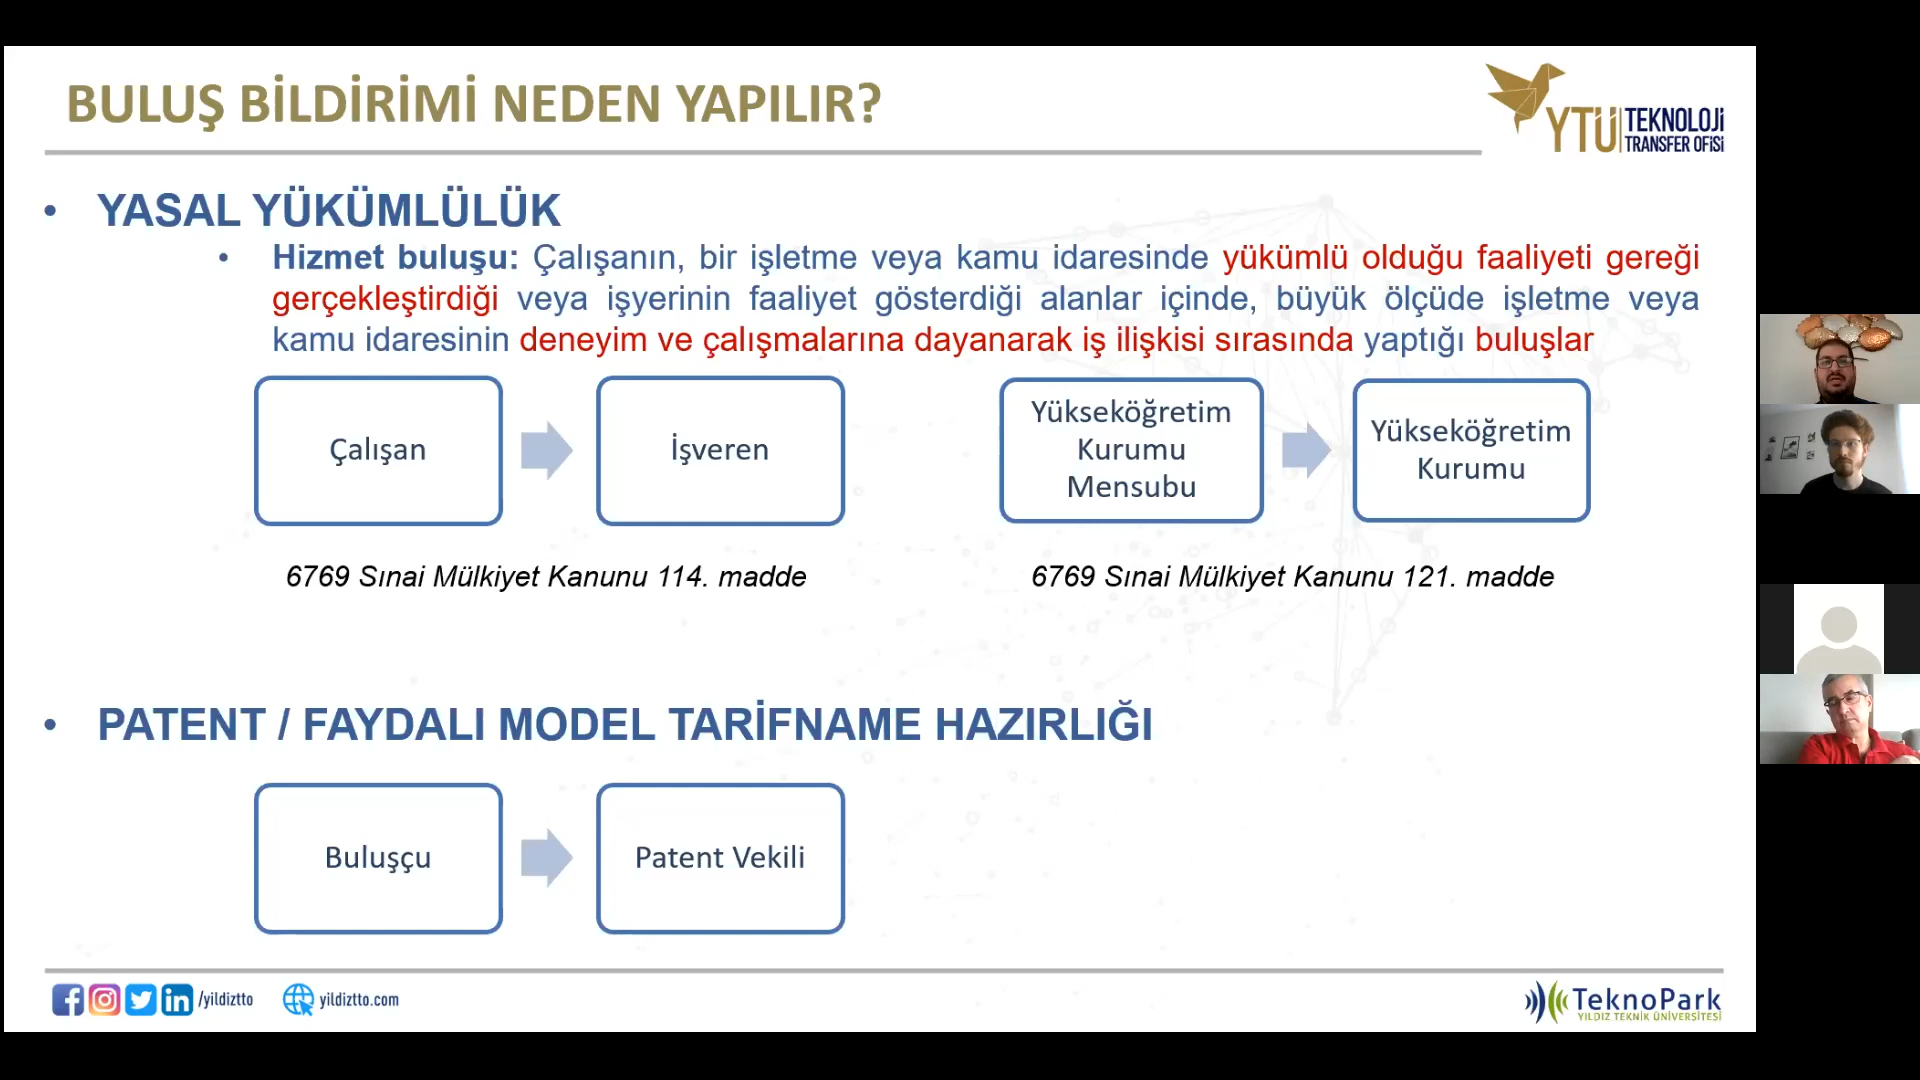 BULUŞ BİLDİRİMİ NEDEN YAPILIR?
YTÜ TEKNOLOJİ
TRANSFER OFİSİ
• YASAL YÜKÜMLÜLÜK
• Hizmet buluşu: Çalışanın, bir işletme veya kamu idaresinde yükümlü olduğu faaliyeti gereği
gerçekleştirdiği veya işyerinin faaliyet gösterdiği alanlar içinde, büyük ölçüde işletme veya
kamu idaresinin deneyim ve çalışmalarına dayanarak iş ilişkisi sırasında yaptığı buluşlar
Çalışan
İşveren
Yükseköğretim
Kurumu
Mensubu
Yükseköğretim
Kurumu
6769 Sınai Mülkiyet Kanunu 114. madde
6769 Sınai Mülkiyet Kanunu 121. madde
• PATENT / FAYDALI MODEL TARİFNAME HAZIRLIĞI
Buluşçu
Patent Vekili
/yildiztto
yildiztto.com
TeknoPark
YILDIZ TEKNİK ÜNİVERSİTESİ